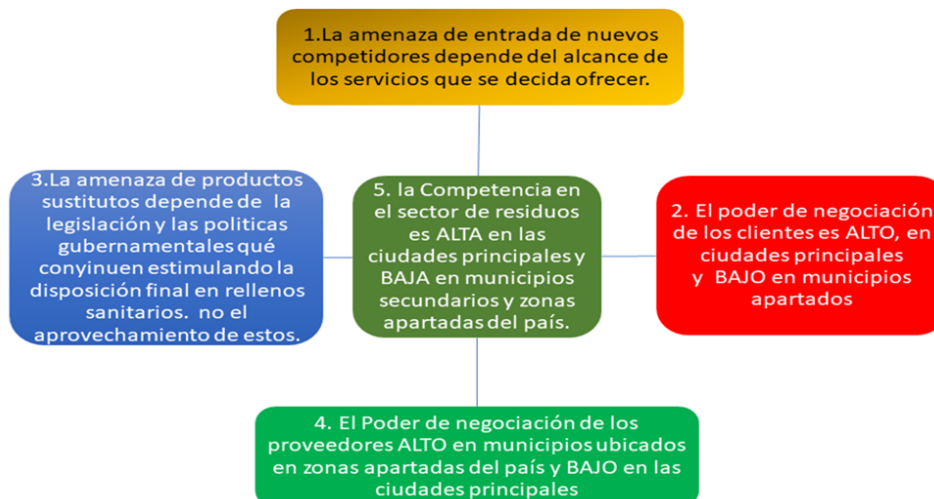 1.La amenaza de entrada de nuevos
competidores depende del alcance de
los servicios que se decida ofrecer.
3.La amenaza de productos
sustitutos depende de la
legislación y las politicas
gubernamentales qué
conyinuen estimulando la
disposición final en rellenos
sanitarios. no el
aprovechamiento de estos.
5. la Competencia en
el sector de residuos
es ALTA en las
ciudades principales y
BAJA en municipios
secundarios y zonas
apartadas del país.
2. El poder de negociación
de los clientes es ALTO, en
ciudades principales
y BAJO en municipios
apartados
4. El Poder de negociación de los
proveedores ALTO en municipios ubicados
en zonas apartadas del país y BAJO en las
ciudades principales